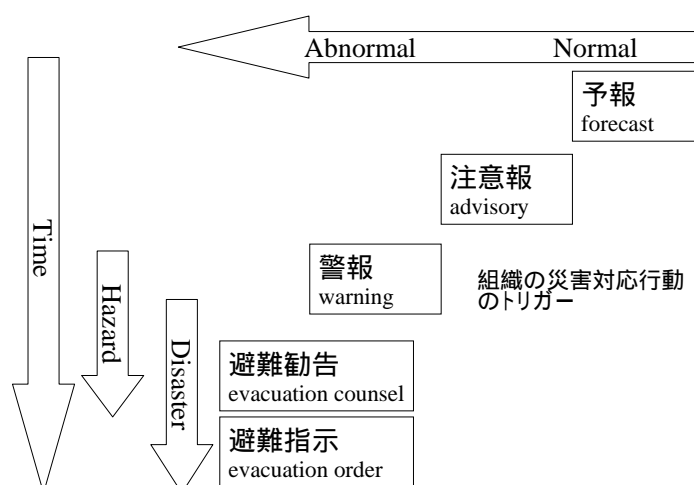 Abnormal Normal
予報
forecast
注意報
advisory
Time
警報
warning
組織の災害対応行動
のトリガー
Hazard
Disaster
避難勧告
evacuation counsel
避難指示
evacuation order